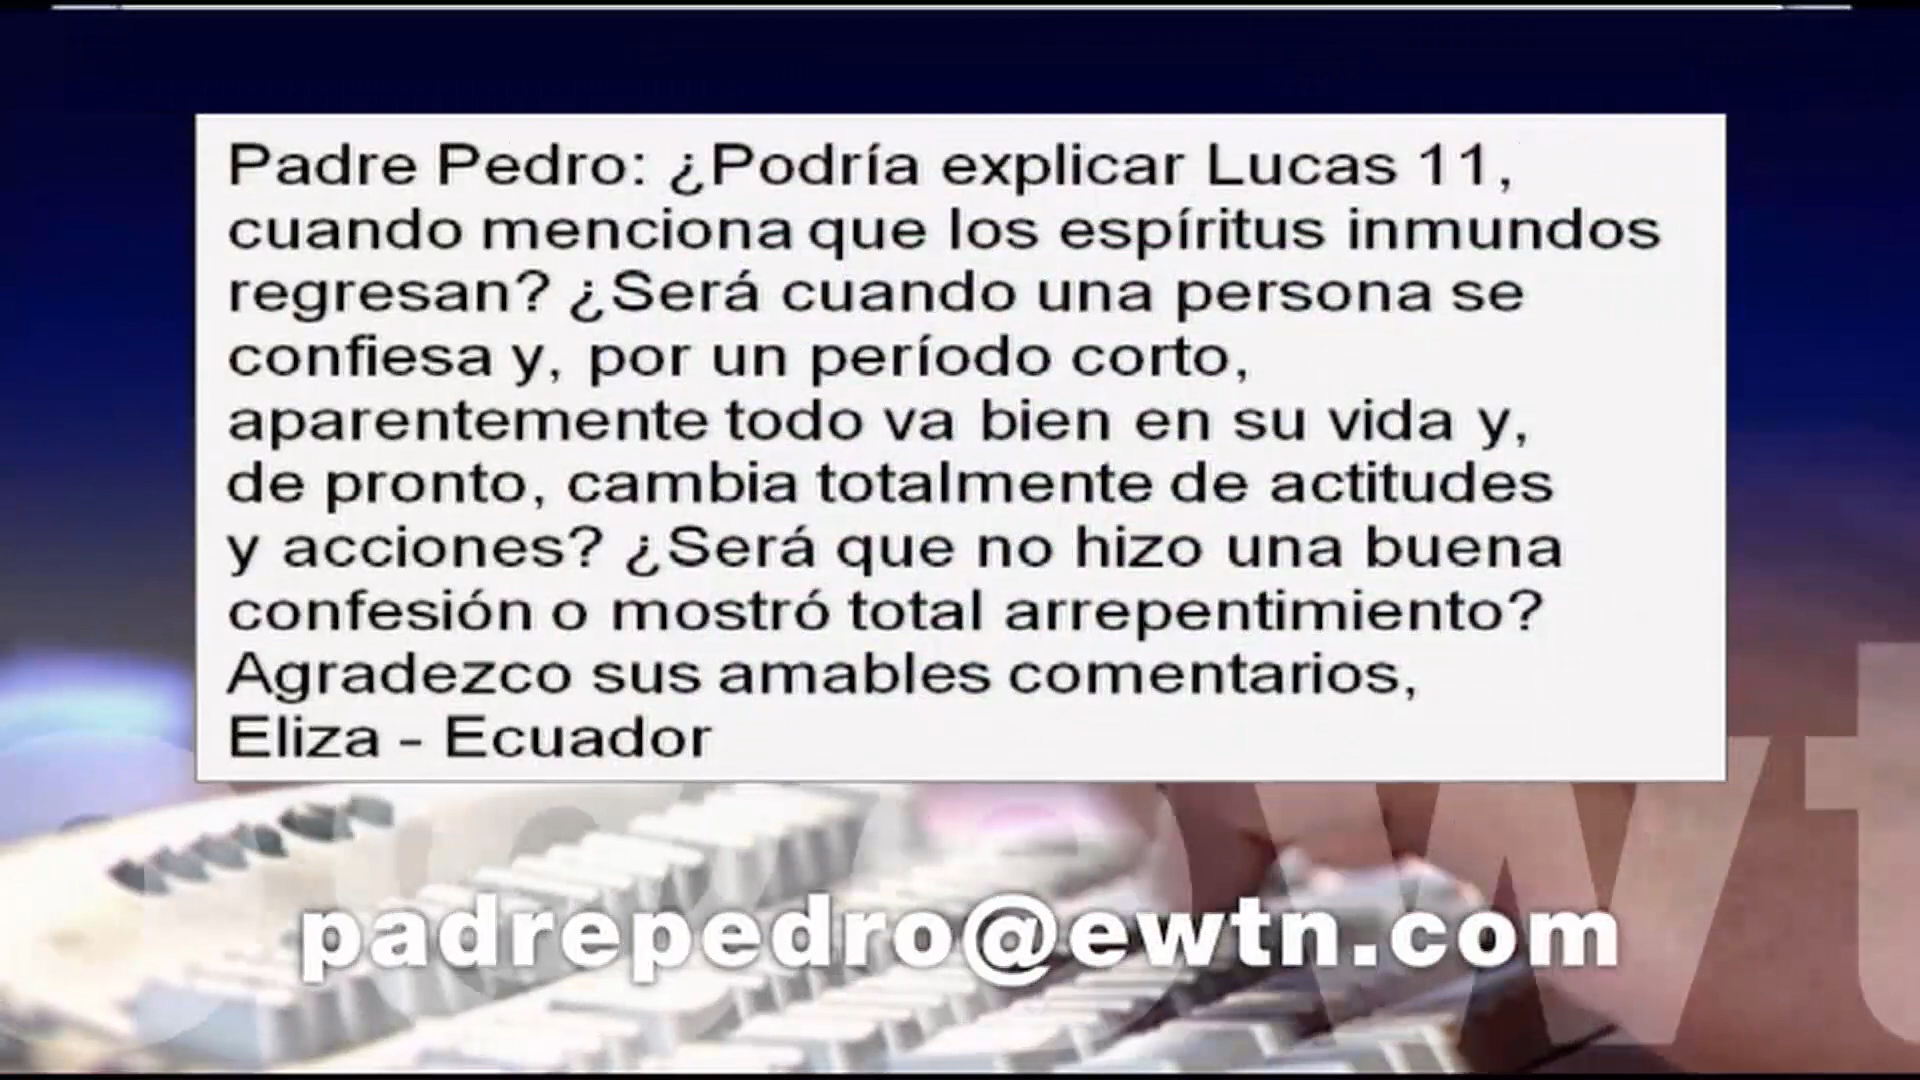 Padre Pedro: ¿Podría explicar Lucas 11,
cuando menciona que los espíritus inmundos
regresan? ¿Será cuando una persona se
confiesa y, por un período corto,
aparentemente todo va bien en su vida y,
de pronto, cambia totalmente de actitudes
y acciones? ¿Será que no hizo una buena
confesión o mostró total arrepentimiento?
Agradezco sus amables comentarios,
Eliza - Ecuador
padrepedro@ewtn.com